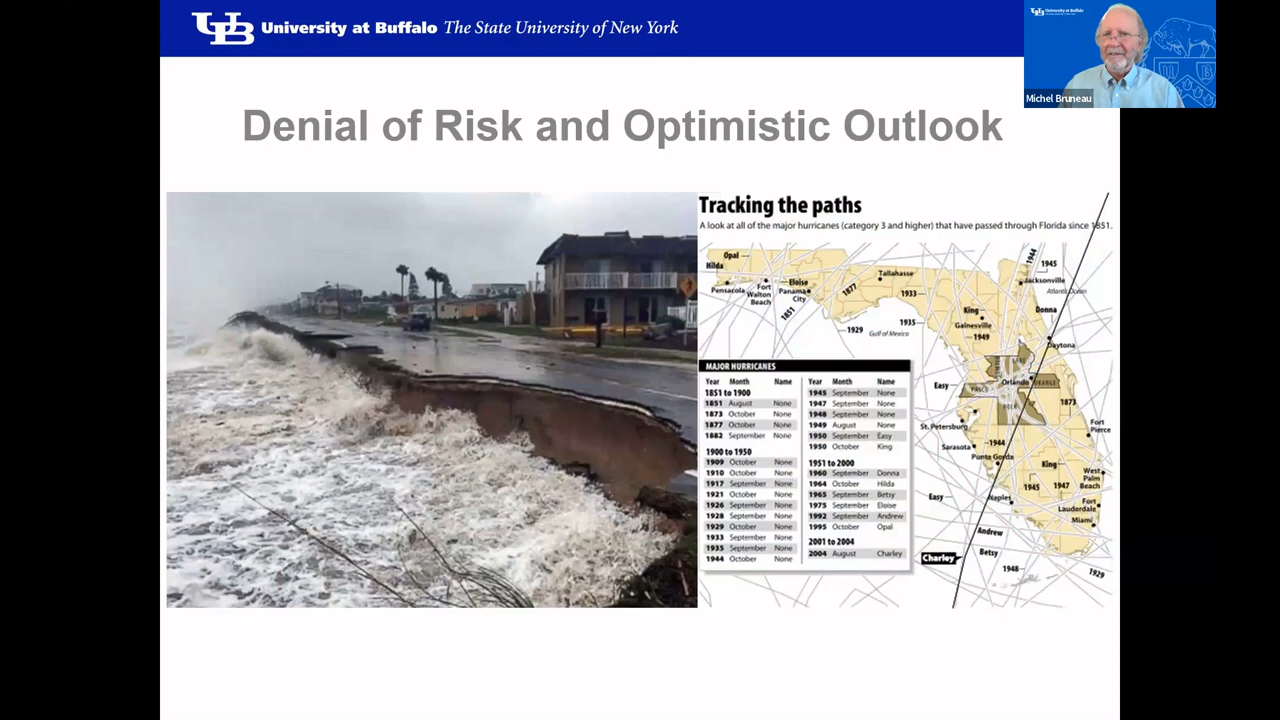 University at Buffalo The State University of New York
University at Buffalo
Michel Bruneau
Denial of Risk and Optimistic Outlook
Tracking the paths
A look at all of the major hurricanes (category 3 and higher) that have passed through Florida since 1851.
Opal
Hilda
Pensacola
Fort Walton Beach
Eloise
Panama City
1851
1877
Tallahasse
1933
1929
Gulf of Mexico
1935
1944
1945
Jacksonville
Atlantic Ocean
King
Gainesville
1949
Donna
Daytona
Easy
PASCO
LAKE
Orlando
ORANGE
POLK
1873
St. Petersburg
Sarasota
1944
Punta Gorda
Fort Pierce
King
1945
1947
West Palm Beach
Easy
Naples
Fort Lauderdale
Miami
Andrew
Betsy
Charley
1948
1929
MAJOR HURRICANES
Year Month Name
1851 to 1900
1851 August None
1873 October None
1877 October None
1882 September None
1900 to 1950
1909 October None
1910 October None
1917 September None
1921 October None
1926 September None
1928 September None
1929 October None
1933 September None
1935 September None
1944 October None
Year Month Name
1945 September None
1947 September None
1948 September None
1949 August None
1950 September Easy
1950 October King
1951 to 2000
1960 September Donna
1964 October Hilda
1965 September Betsy
1975 September Eloise
1992 September Andrew
1995 October Opal
2001 to 2004
2004 August Charley